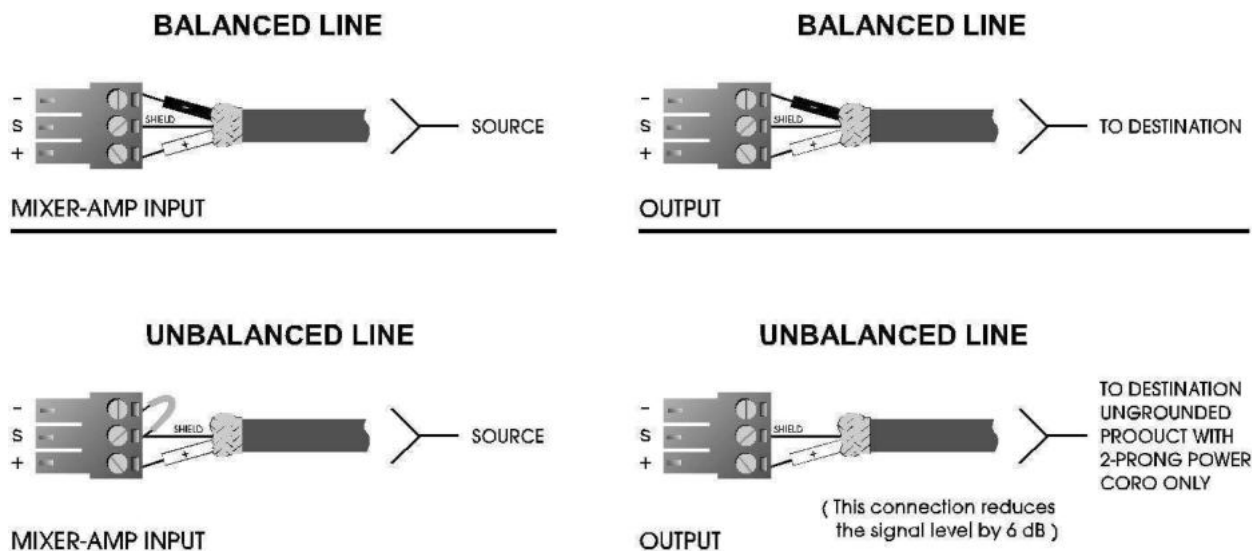 BALANCED LINE
-
S
+
SHIELD
-
+
SOURCE
MIXER-AMP INPUT
BALANCED LINE
-
S
+
SHIELD
-
+
TO DESTINATION
OUTPUT
UNBALANCED LINE
-
S
+
SHIELD
+
SOURCE
MIXER-AMP INPUT
UNBALANCED LINE
-
S
+
SHIELD
+
TO DESTINATION
UNGROUNDED
PROOUCT WITH
2-PRONG POWER
CORO ONLY
( This connection reduces
the signal level by 6 dB )
OUTPUT